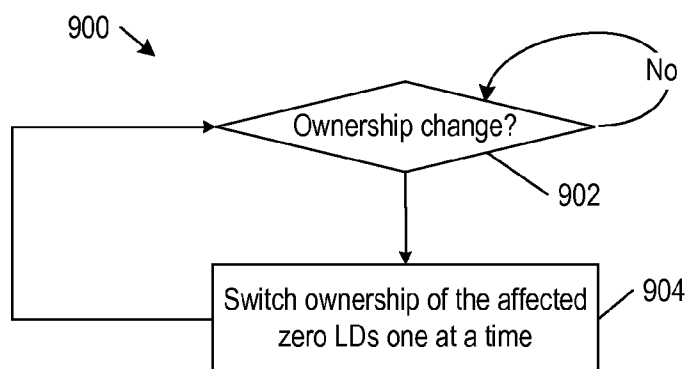 900
No
Ownership change?
902
Switch ownership of the affected
zero LDs one at a time
904